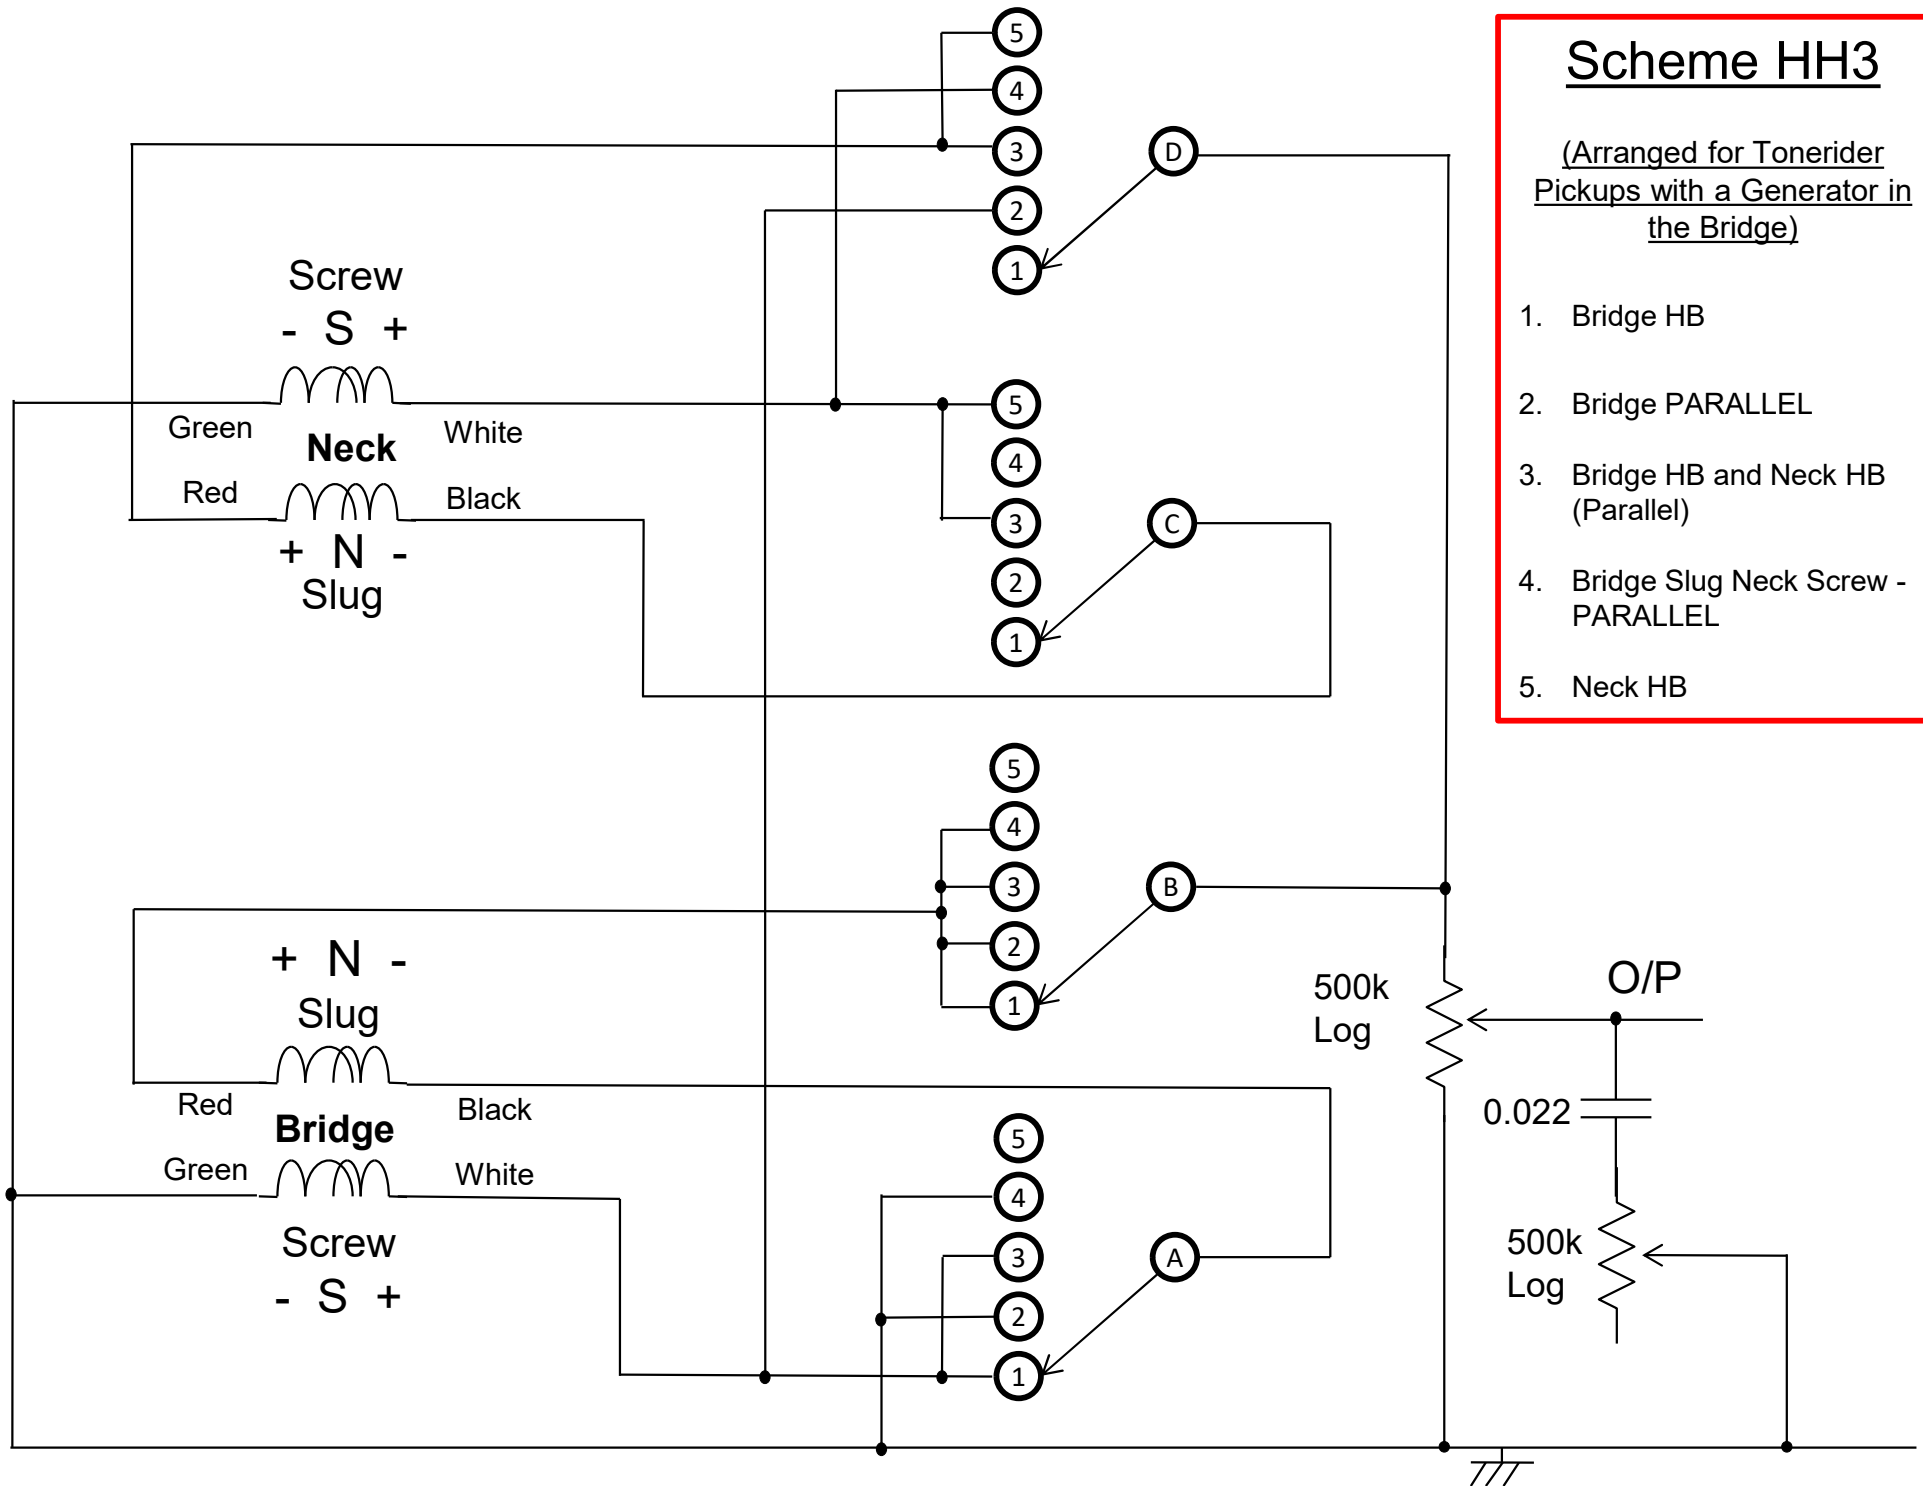 Scheme HH3
(Arranged for Tonerider
Pickups with a Generator in
the Bridge)
1. Bridge HB
2. Bridge PARALLEL
3. Bridge HB and Neck HB
(Parallel)
4. Bridge Slug Neck Screw -
PARALLEL
5. Neck HB
5
4
3
2
1
D
Screw
- S +
Green
White
Neck
Red
Black
+ N -
Slug
5
4
3
2
1
C
5
4
3
2
1
B
+ N -
Slug
Red
Black
Bridge
Green
White
Screw
- S +
5
4
3
2
1
A
500k
Log
O/P
0.022
500k
Log